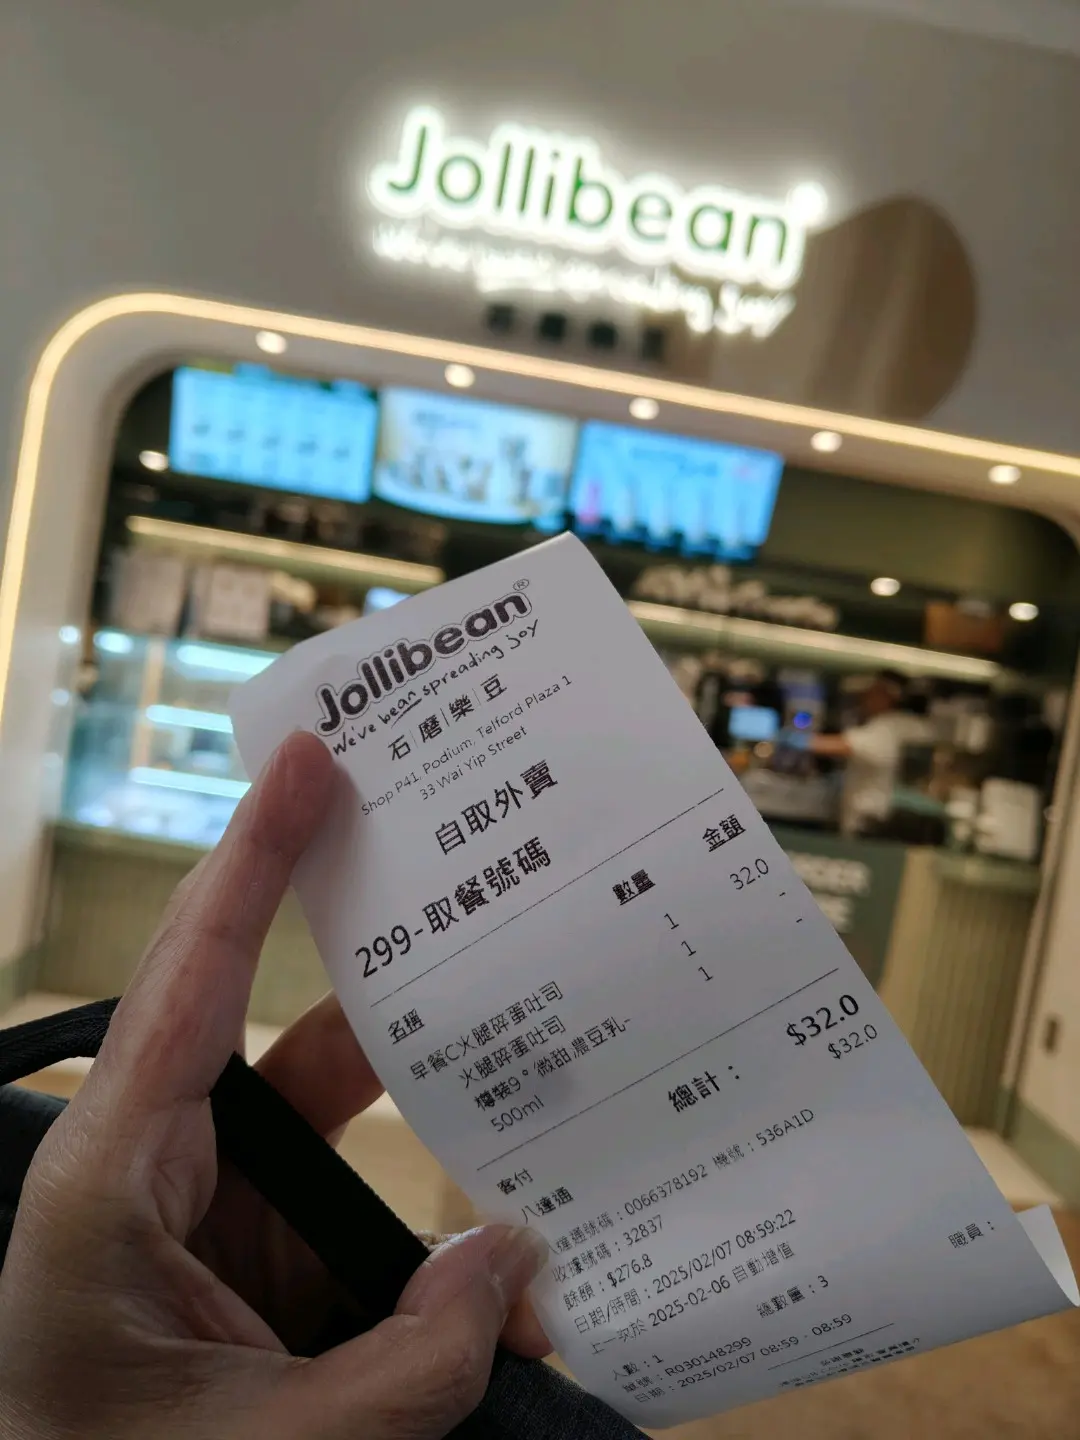 Jollibean
We've bean spreading joy
Jollibean®
We've bean spreading joy
石|磨|樂|豆
Shop P41, Podium, Telford Plaza 1
33 Wai Yip Street
自取外賣
299-取餐號碼
名稱 數量 金額
早餐C火腿碎蛋吐司 1 32.0
火腿碎蛋吐司 1 -
樽裝9°微甜,濃豆乳- 1 -
500ml
總計: $32.0
客付 $32.0
八達通
八達通號碼:0066378192 機號:536A1D
收據號碼:32837
餘額:$276.8
日期/時間:2025/02/07 08:59:22
上一次於 2025-02-06 自動增值
人數:1 總數量:3 職員:
單號:R030148299
日期:2025/02/07 08:59 - 08:59